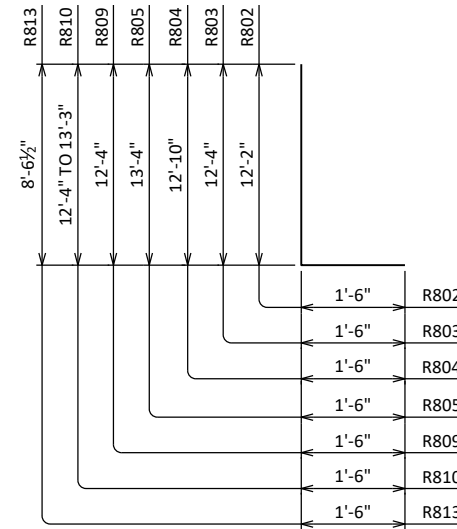 R813 R810 R809 R805 R804 R803 R802
8'-6½" 12'-4" TO 13'-3" 12'-4" 13'-4" 12'-10" 12'-4" 12'-2"
1'-6" R802
1'-6" R803
1'-6" R804
1'-6" R805
1'-6" R809
1'-6" R810
1'-6" R813